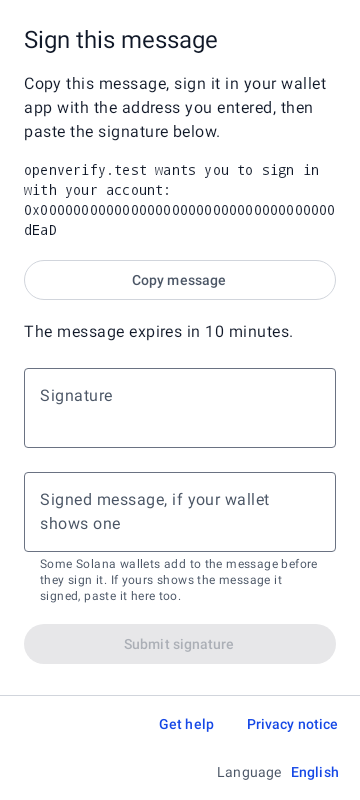 Sign this message
Copy this message, sign it in your wallet
app with the address you entered, then
paste the signature below.
openverify.test wants you to sign in
with your account:
0x000000000000000000000000000000000000
dEaD
Copy message
The message expires in 10 minutes.
Signature
Signed message, if your wallet
shows one
Some Solana wallets add to the message before
they sign it. If yours shows the message it
signed, paste it here too.
Submit signature
Get help
Privacy notice
Language English